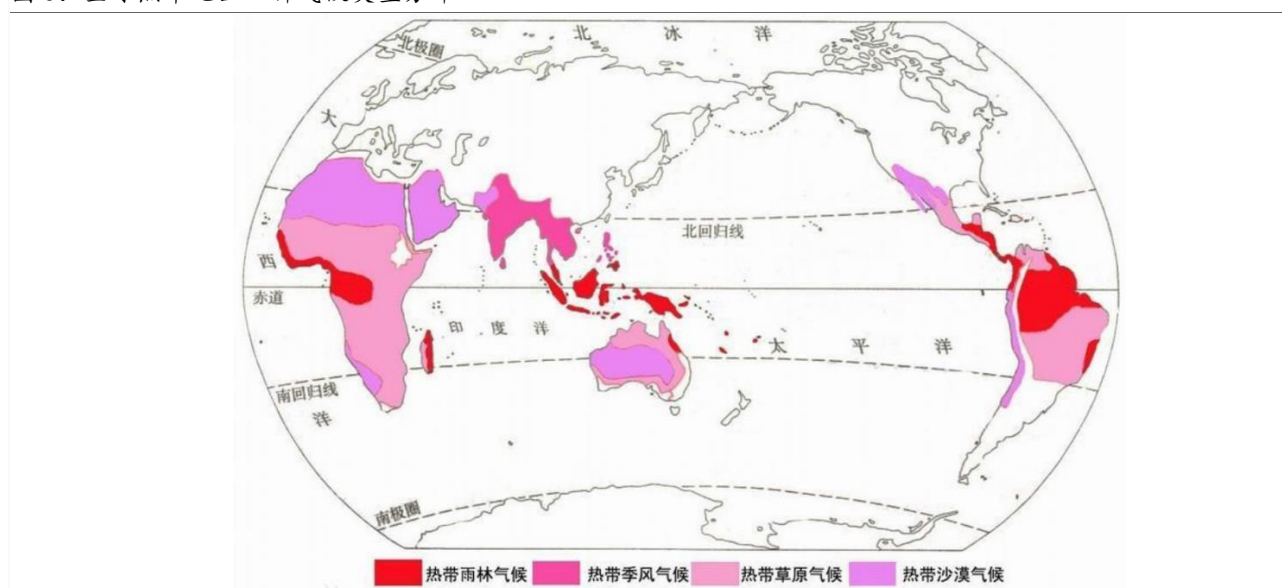 北冰洋
北极圈
大
北回归线
西
赤道
印度洋
太平洋
南回归线
洋
南极圈
热带雨林气候 热带季风气候 热带草原气候 热带沙漠气候